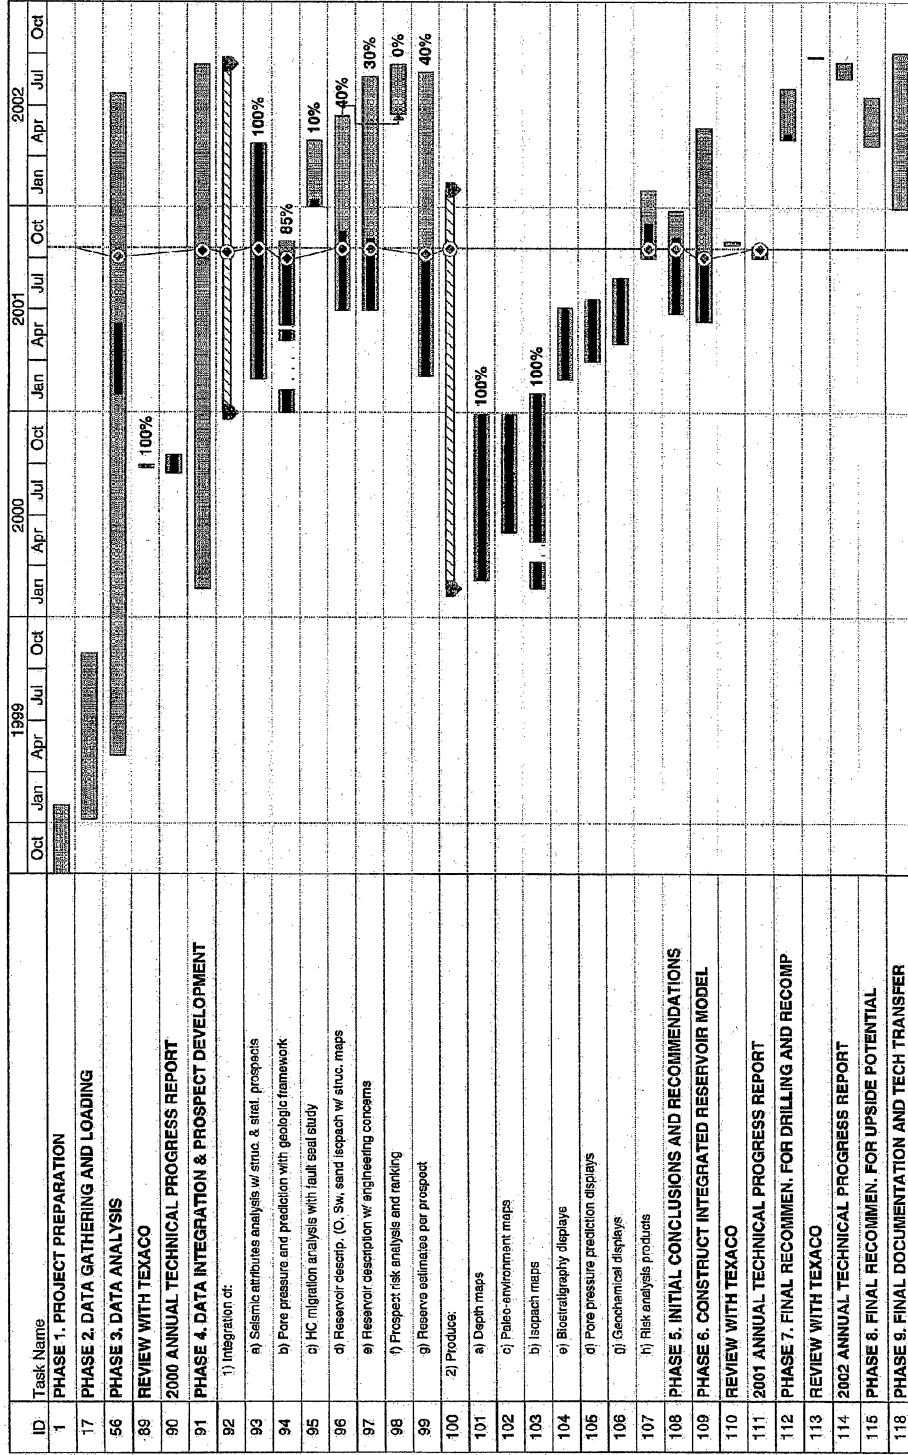 ID Task Name 1999 2000 2001 2002
Oct Jan Apr Jul Oct Jan Apr Jul Oct Jan Apr Jul Oct Jan Apr Jul Oct
1 PHASE 1. PROJECT PREPARATION
17 PHASE 2. DATA GATHERING AND LOADING
56 PHASE 3. DATA ANALYSIS
89 REVIEW WITH TEXACO 100%
90 2000 ANNUAL TECHNICAL PROGRESS REPORT
91 PHASE 4. DATA INTEGRATION & PROSPECT DEVELOPMENT
92 1) Integration of:
93 a) Seismic attributes analysis w/ struc. & strat. prospects 100%
94 b) Pore pressure and prediction with geologic framework 85%
95 c) HC migration analysis with fault seal study 10%
96 d) Reservoir descrip. (O, Sw, sand isopach w/ struc. maps 40%
97 e) Reservoir description w/ engineering concerns 30%
98 f) Prospect risk analysis and ranking 0%
99 g) Reserve estimates per prospect 40%
100 2) Produce:
101 a) Depth maps 100%
102 c) Paleo-environment maps
103 b) Isopach maps 100%
104 e) Biostratigraphy displays
105 d) Pore pressure prediction displays
106 g) Geochemical displays
107 h) Risk analysis products
108 PHASE 5. INITIAL CONCLUSIONS AND RECOMMENDATIONS
109 PHASE 6. CONSTRUCT INTEGRATED RESERVOIR MODEL
110 REVIEW WITH TEXACO
111 2001 ANNUAL TECHNICAL PROGRESS REPORT
112 PHASE 7. FINAL RECOMMEN. FOR DRILLING AND RECOMP
113 REVIEW WITH TEXACO
114 2002 ANNUAL TECHNICAL PROGRESS REPORT
115 PHASE 8. FINAL RECOMMEN. FOR UPSIDE POTENTIAL
118 PHASE 9. FINAL DOCUMENTATION AND TECH TRANSFER